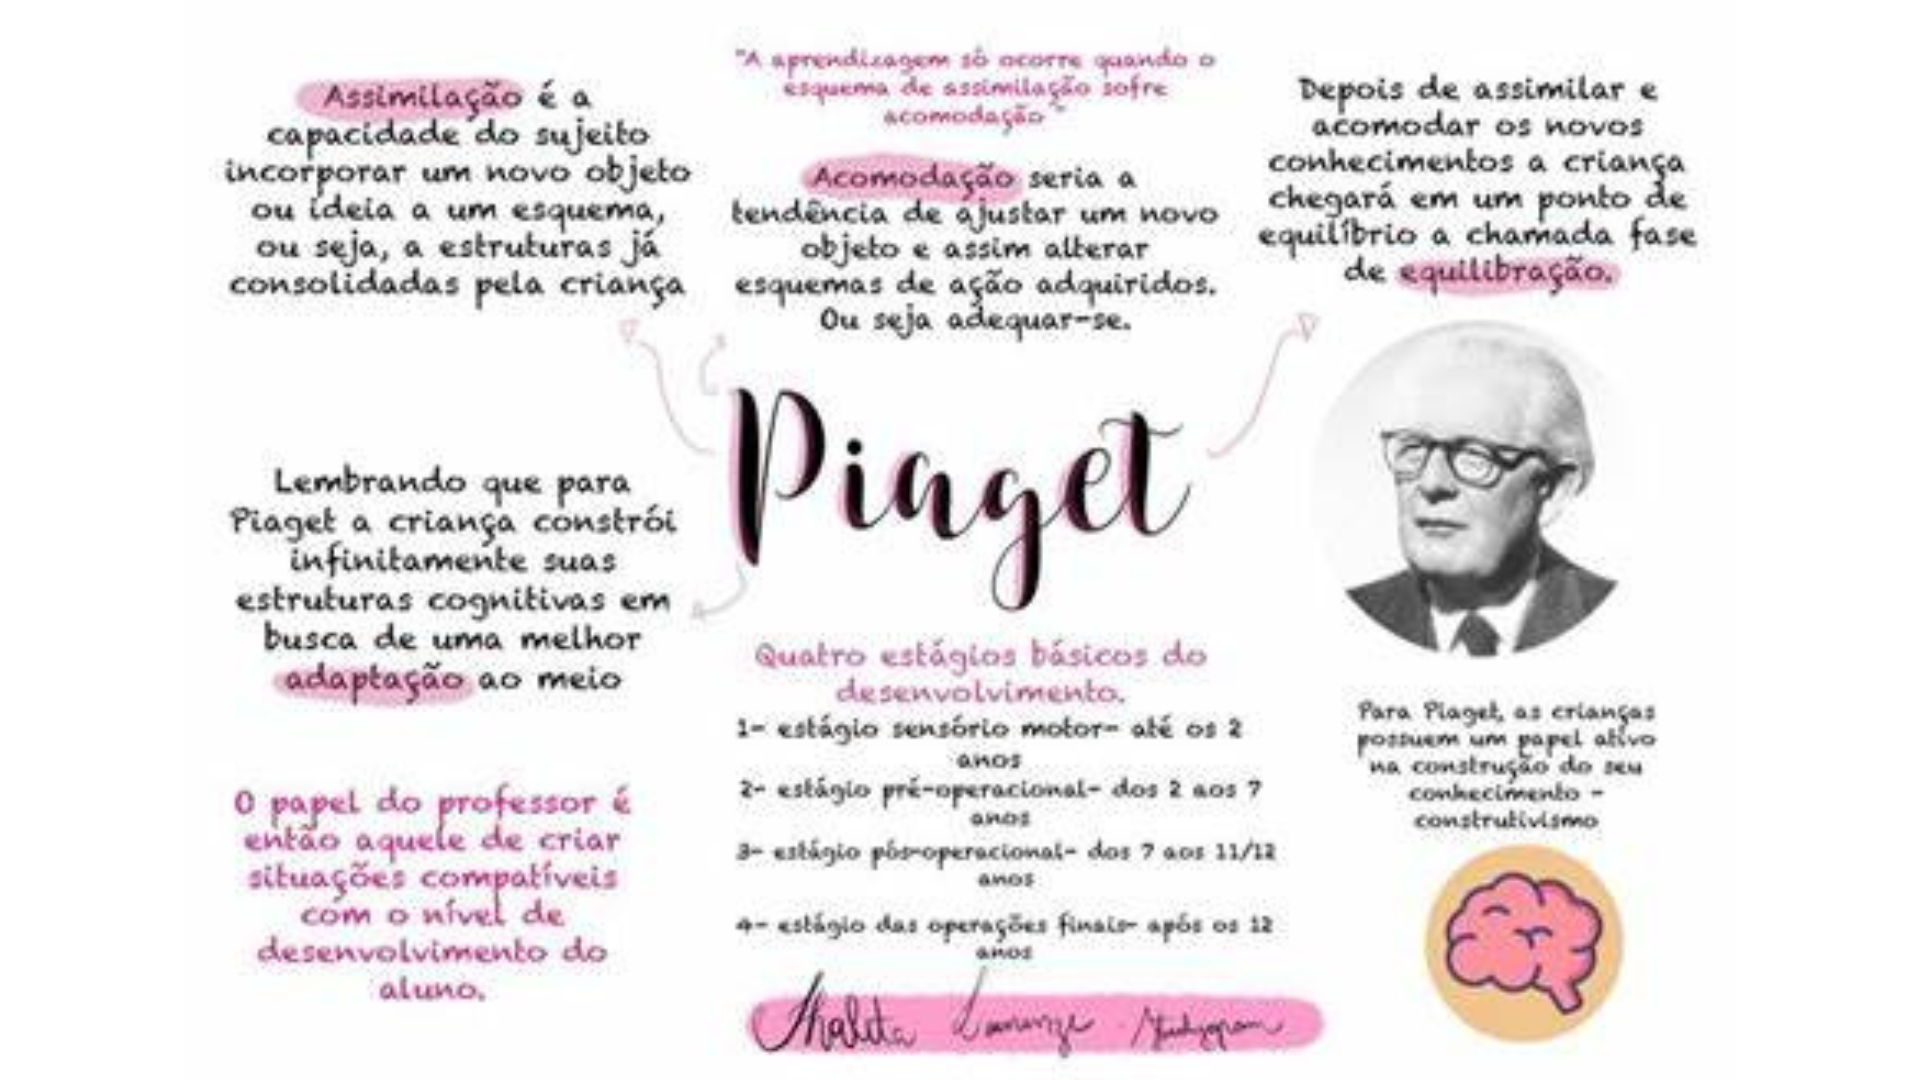 Assimilação é a
capacidade do sujeito
incorporar um novo objeto
ou ideia a um esquema,
ou seja, a estruturas já
consolidadas pela criança
"A aprendizagem só ocorre quando o
esquema de assimilação sofre
acomodação"
Acomodação seria a
tendência de ajustar um novo
objeto e assim alterar
esquemas de ação adquiridos.
Ou seja adequar-se.
Depois de assimilar e
acomodar os novos
conhecimentos a criança
chegará em um ponto de
equilíbrio a chamada fase
de equilibração.
Piaget
Lembrando que para
Piaget a criança constrói
infinitamente suas
estruturas cognitivas em
busca de uma melhor
adaptação ao meio
O papel do professor é
então aquele de criar
situações compatíveis
com o nível de
desenvolvimento do
aluno.
Quatro estágios básicos do
desenvolvimento.
1- estágio sensório motor- até os 2
anos
2- estágio pré-operacional- dos 2 aos 7
anos
3- estágio pós-operacional- dos 7 aos 11/12
anos
4- estágio das operações finais- após os 12
anos
Para Piaget, as crianças
possuem um papel ativo
na construção do seu
conhecimento -
construtivismo